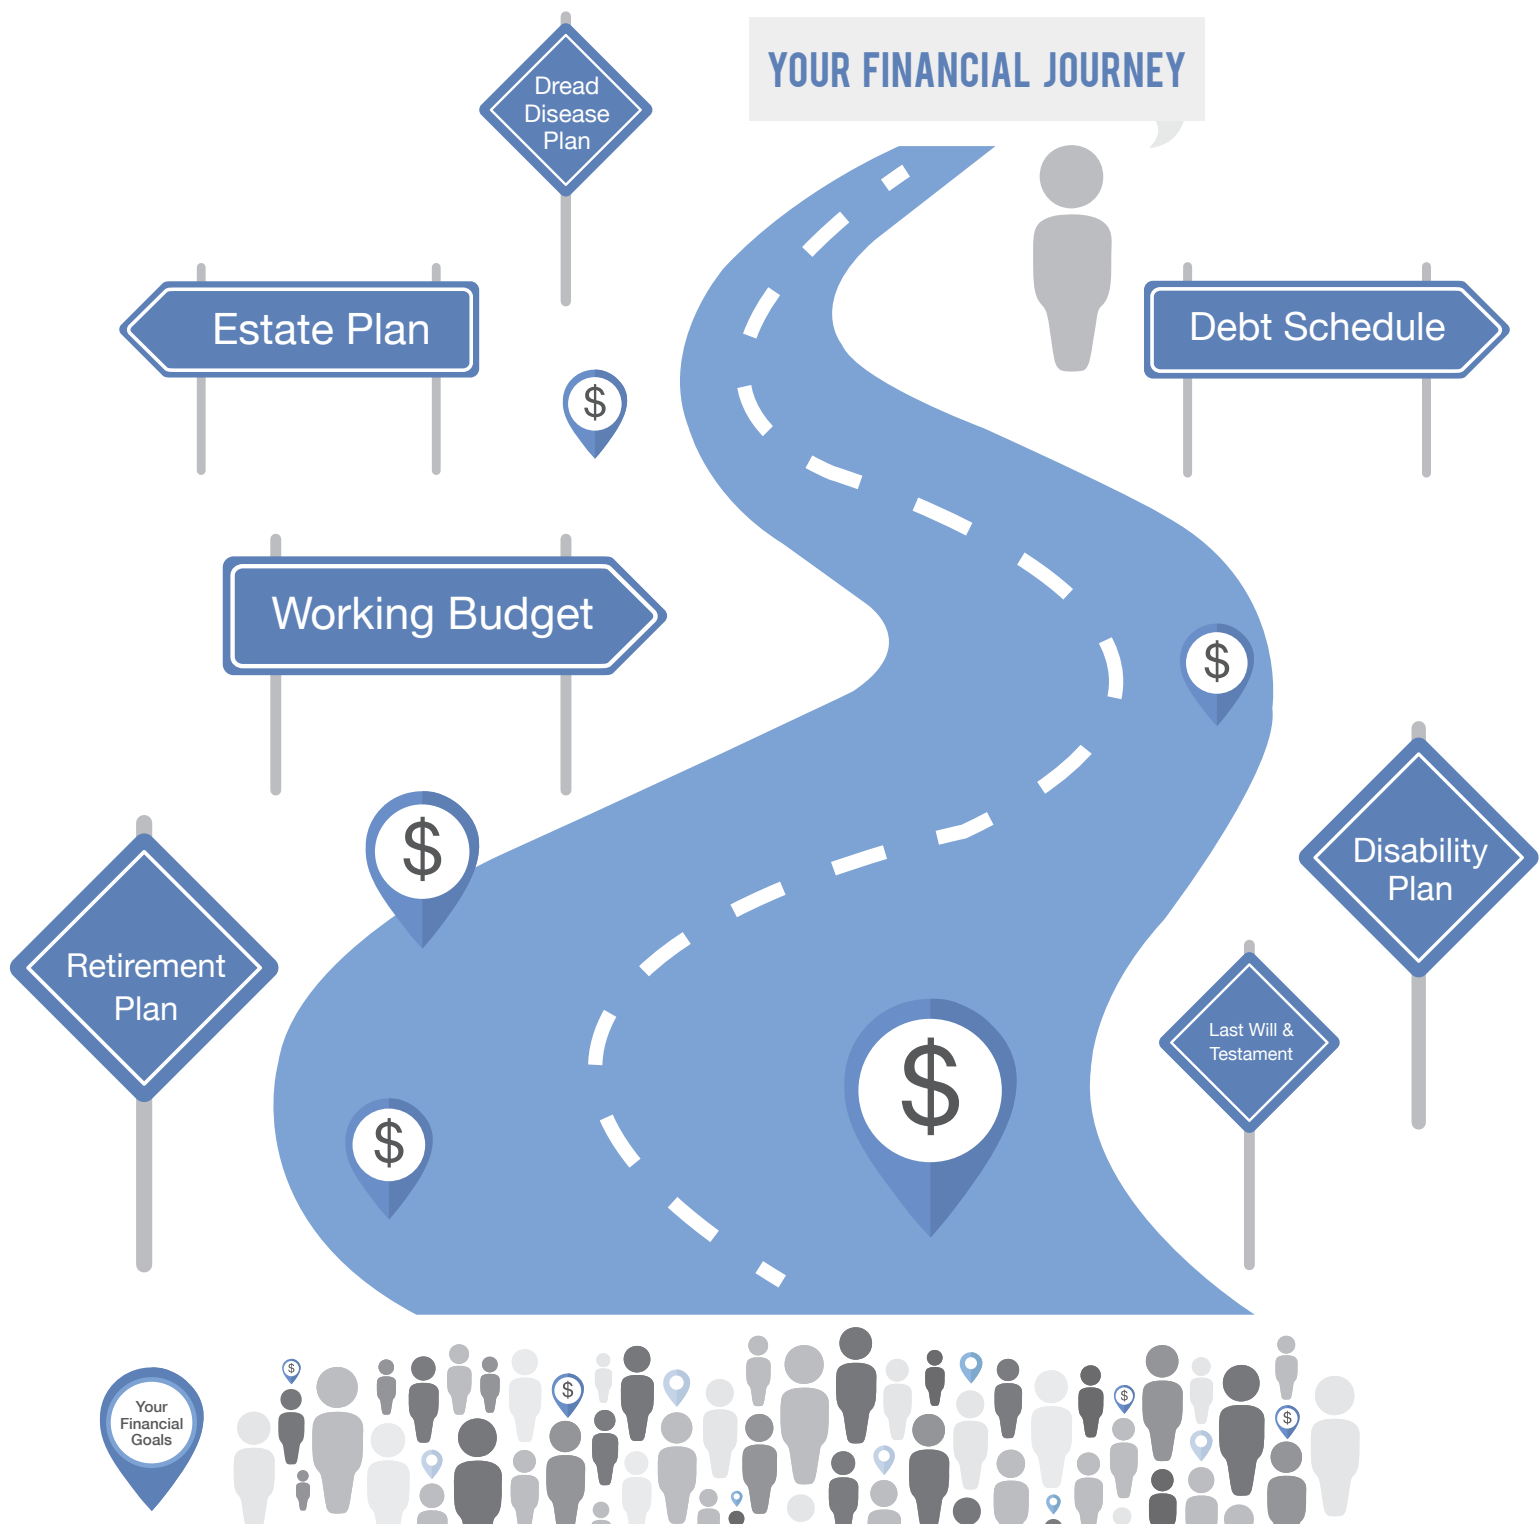 YOUR FINANCIAL JOURNEY
Dread
Disease
Plan
Estate Plan
Debt Schedule
$
Working Budget
$
$
Disability
Plan
Retirement
Plan
Last Will &
Testament
$
$
Your
Financial
Goals
$
$
$
$